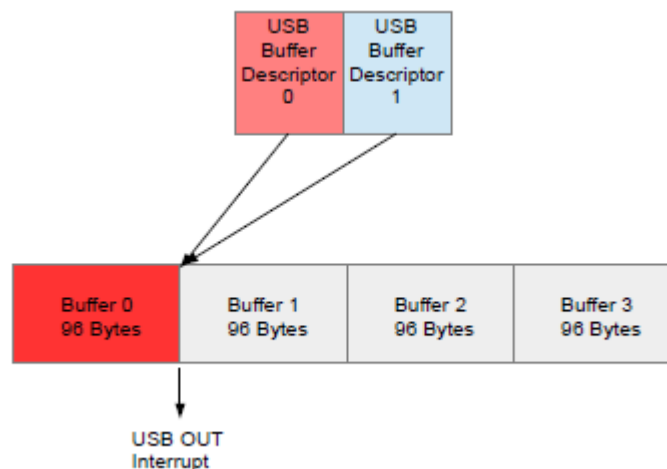 USB
Buffer
Descriptor
0
USB
Buffer
Descriptor
1
Buffer 0
96 Bytes
Buffer 1
96 Bytes
Buffer 2
96 Bytes
Buffer 3
96 Bytes
USB OUT
Interrupt